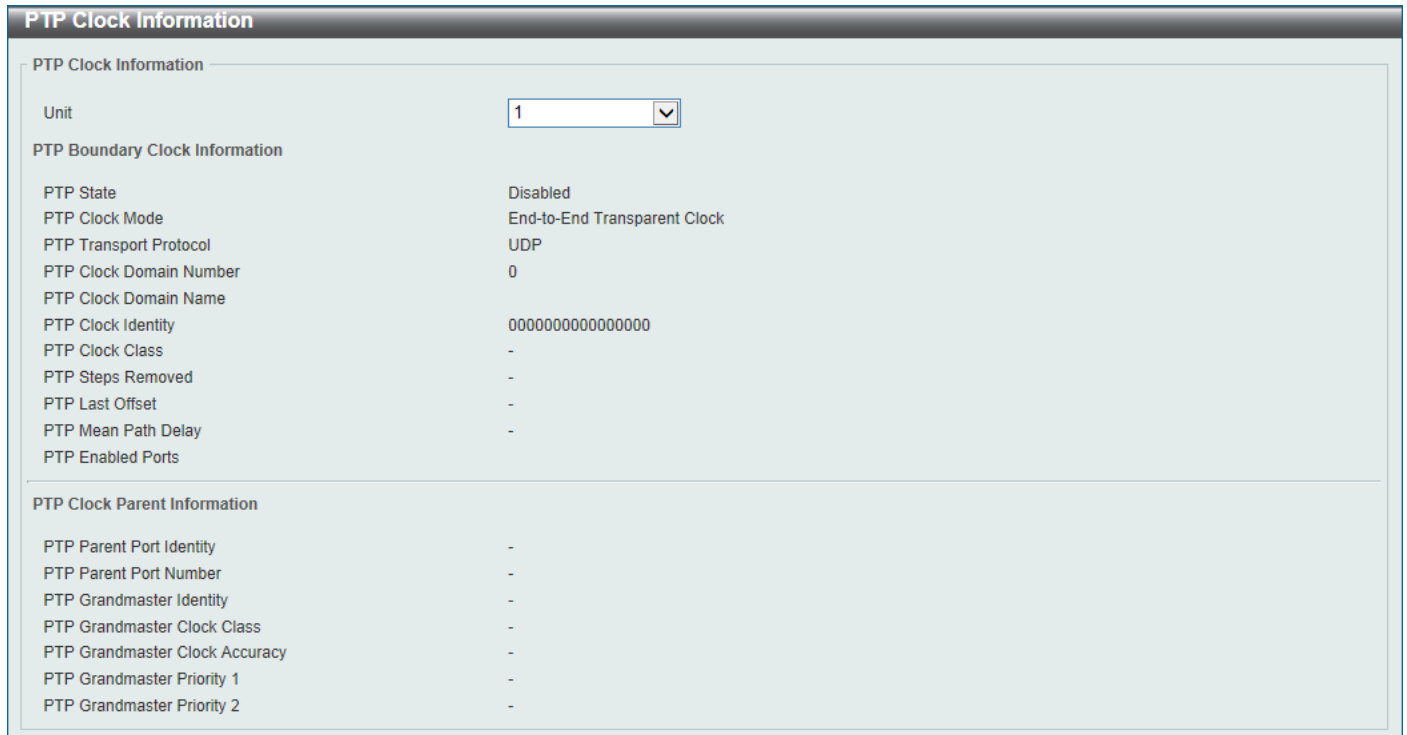 PTP Clock Information
PTP Clock Information
Unit 1
PTP Boundary Clock Information
PTP State Disabled
PTP Clock Mode End-to-End Transparent Clock
PTP Transport Protocol UDP
PTP Clock Domain Number 0
PTP Clock Domain Name
PTP Clock Identity 0000000000000000
PTP Clock Class -
PTP Steps Removed -
PTP Last Offset -
PTP Mean Path Delay -
PTP Enabled Ports
PTP Clock Parent Information
PTP Parent Port Identity -
PTP Parent Port Number -
PTP Grandmaster Identity -
PTP Grandmaster Clock Class -
PTP Grandmaster Clock Accuracy -
PTP Grandmaster Priority 1 -
PTP Grandmaster Priority 2 -